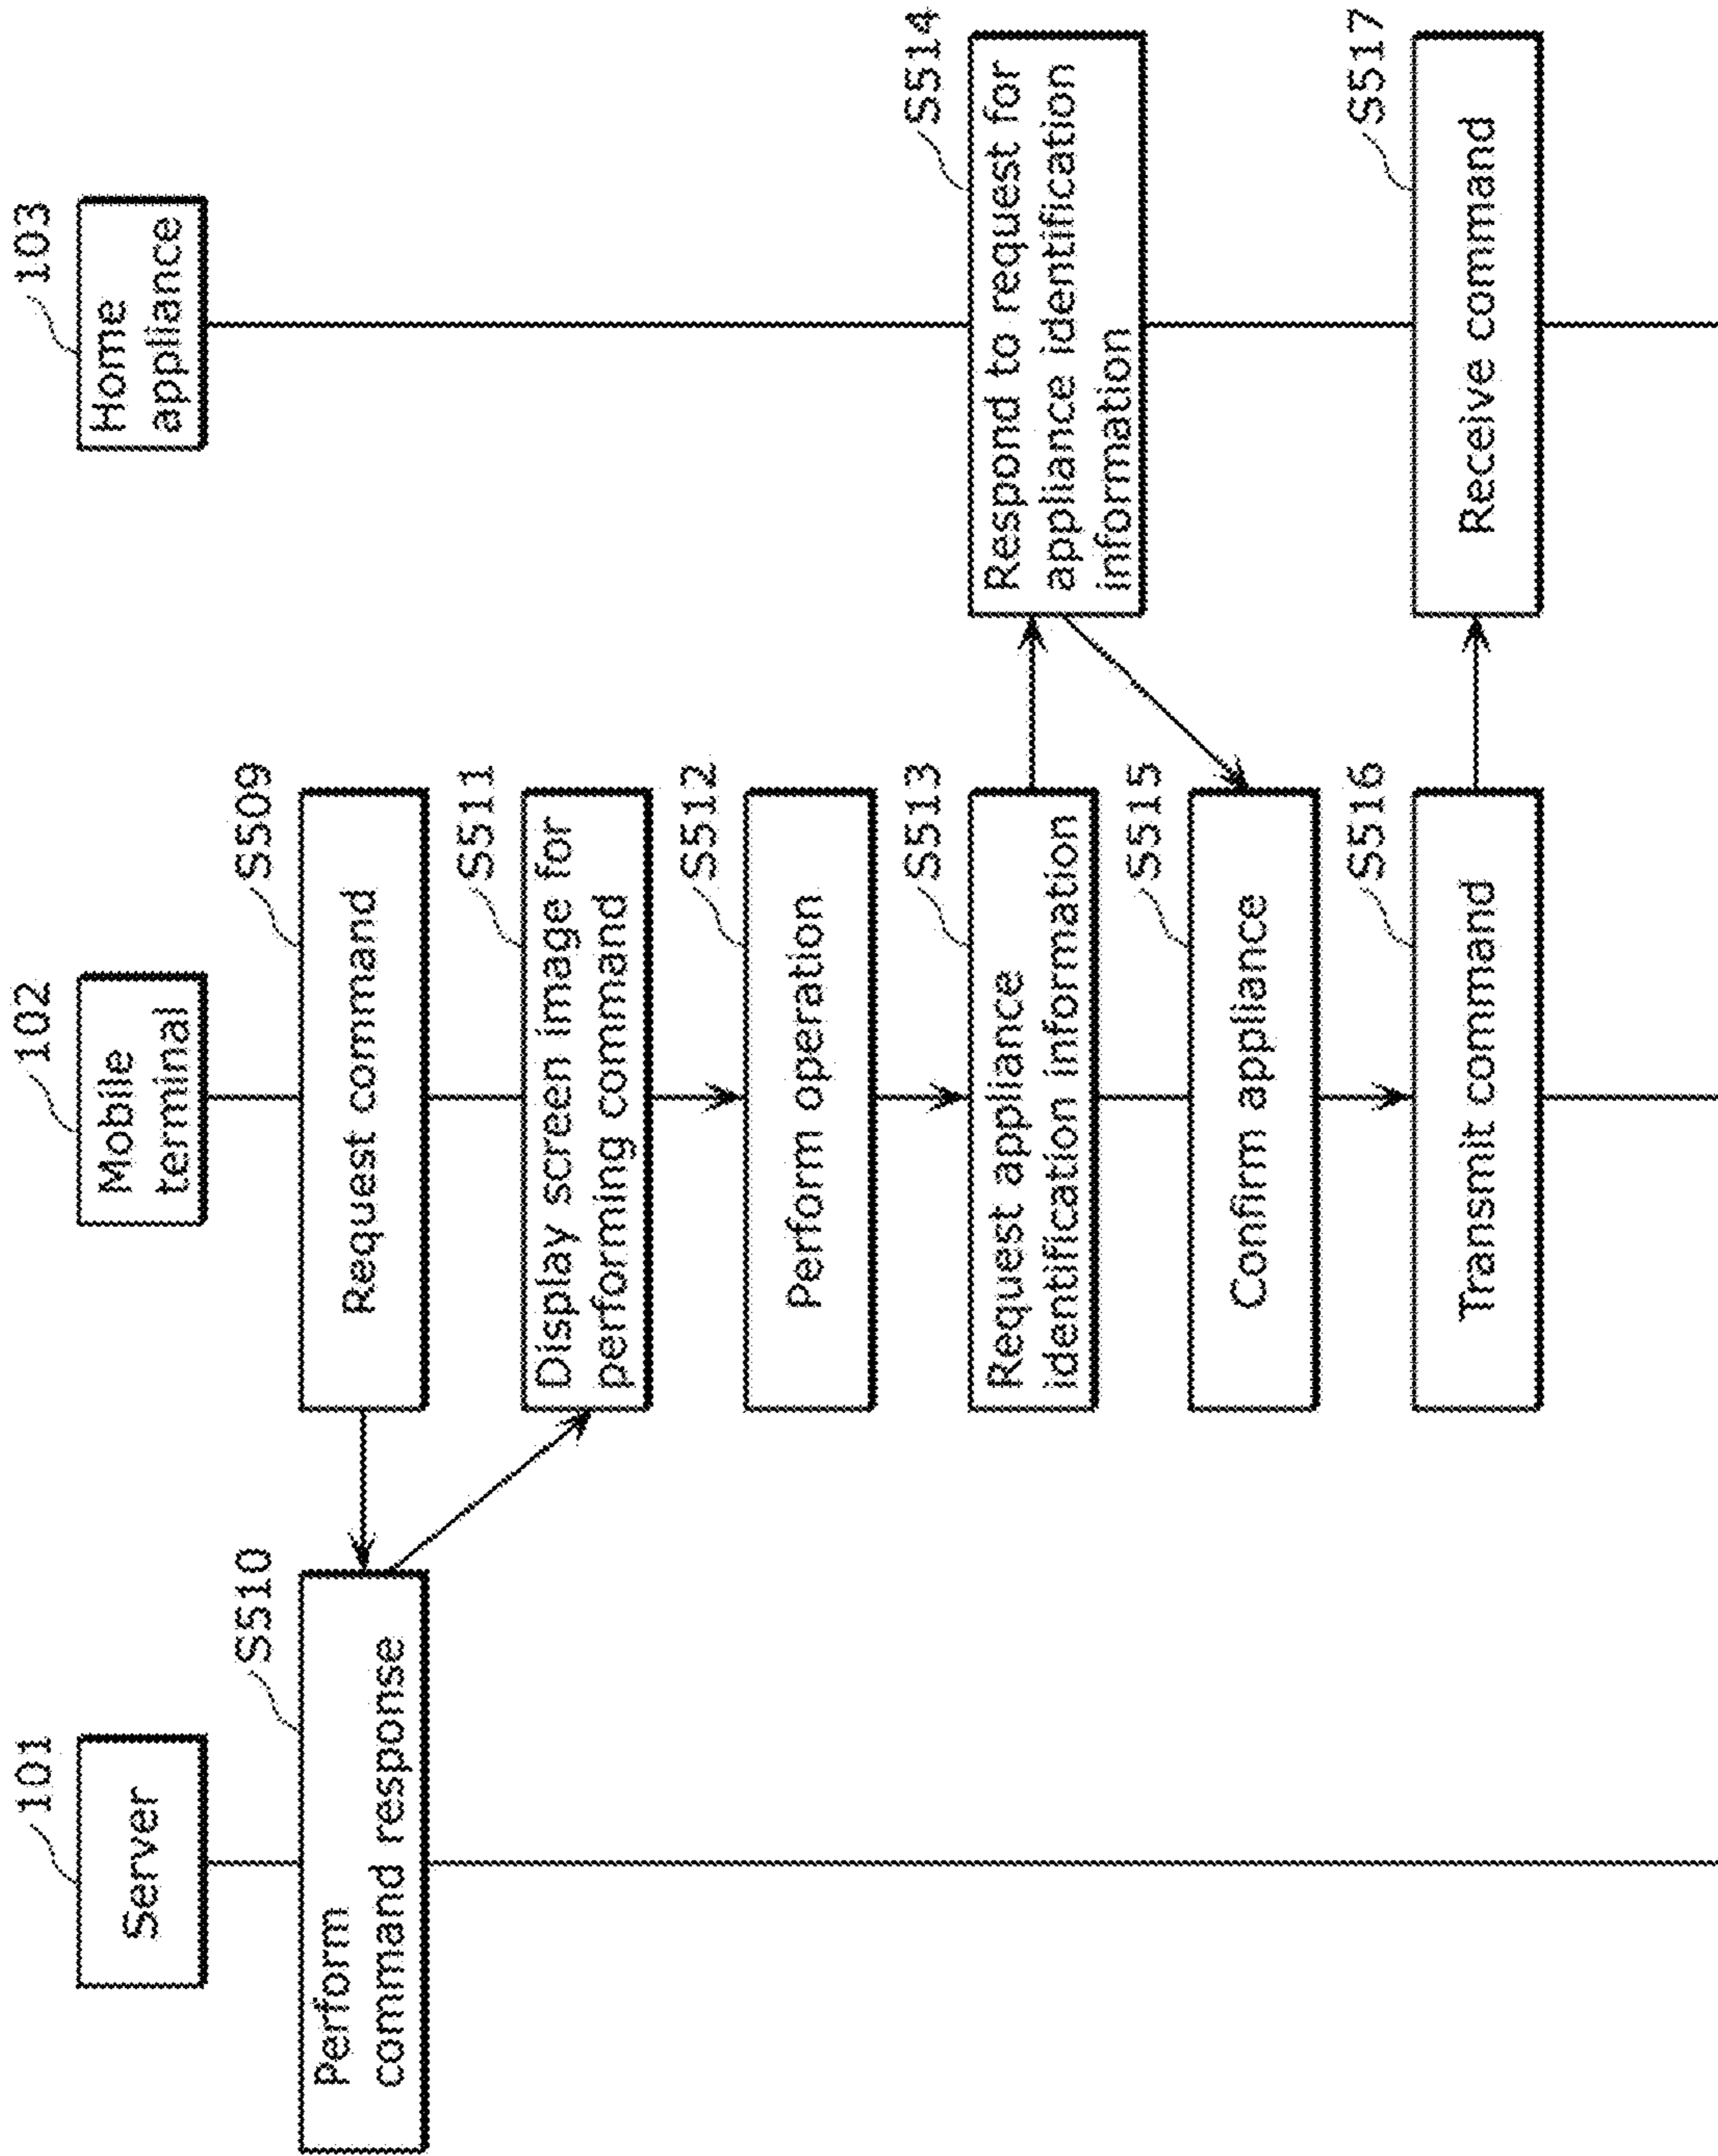 101
Server
102
Mobile
terminal
103
Home
appliance
S510
Perform
command response
S509
Request command
S511
Display screen image for
performing command
S512
Perform operation
S513
Request appliance
identification information
S514
Respond to request for
appliance identification
information
S515
Confirm appliance
S516
Transmit command
S517
Receive command